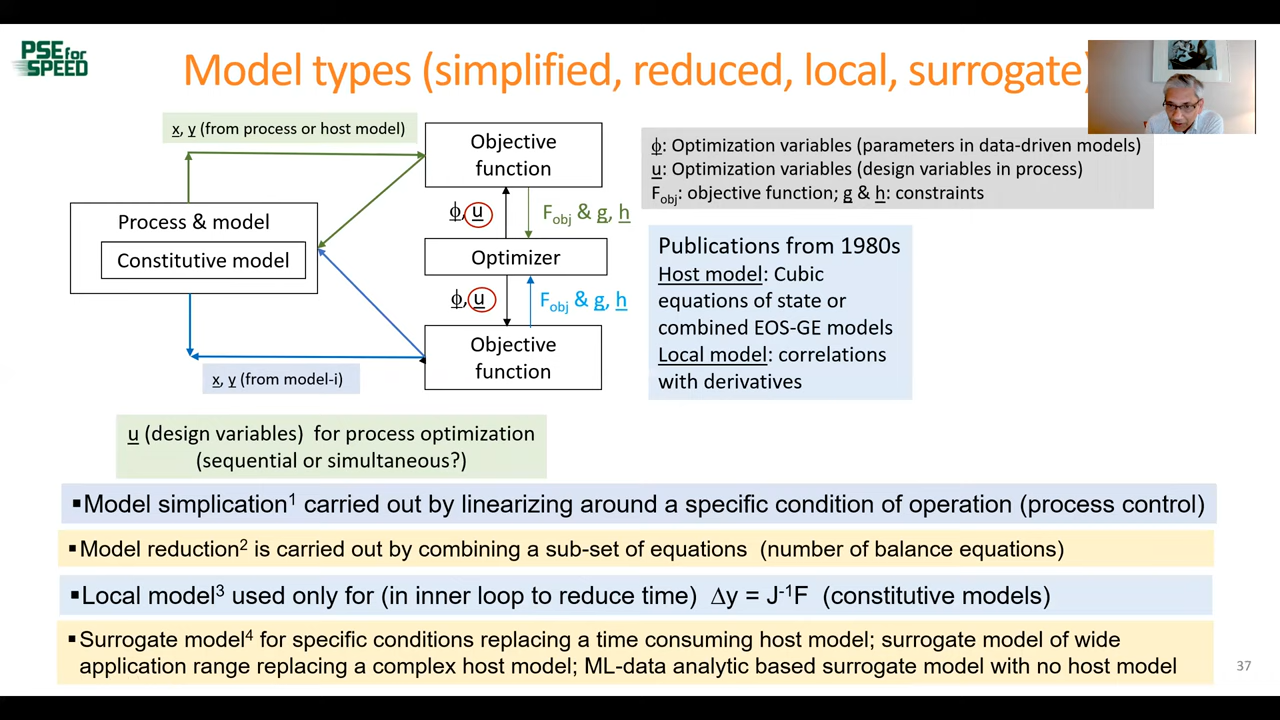 PSE for
SPEED
Model types (simplified, reduced, local, surrogate)
x, y (from process or host model)
Objective
function
ϕ: Optimization variables (parameters in data-driven models)
u: Optimization variables (design variables in process)
Fobj: objective function; g & h: constraints
Process & model
Constitutive model
ϕ, u
Fobj & g, h
Optimizer
ϕ, u
Fobj & g, h
Objective
function
x, y (from model-i)
Publications from 1980s
Host model: Cubic
equations of state or
combined EOS-GE models
Local model: correlations
with derivatives
u (design variables) for process optimization
(sequential or simultaneous?)
▪Model simplication¹ carried out by linearizing around a specific condition of operation (process control)
▪Model reduction² is carried out by combining a sub-set of equations (number of balance equations)
▪Local model³ used only for (in inner loop to reduce time) Δy = J⁻¹F (constitutive models)
▪Surrogate model⁴ for specific conditions replacing a time consuming host model; surrogate model of wide
application range replacing a complex host model; ML-data analytic based surrogate model with no host model
37